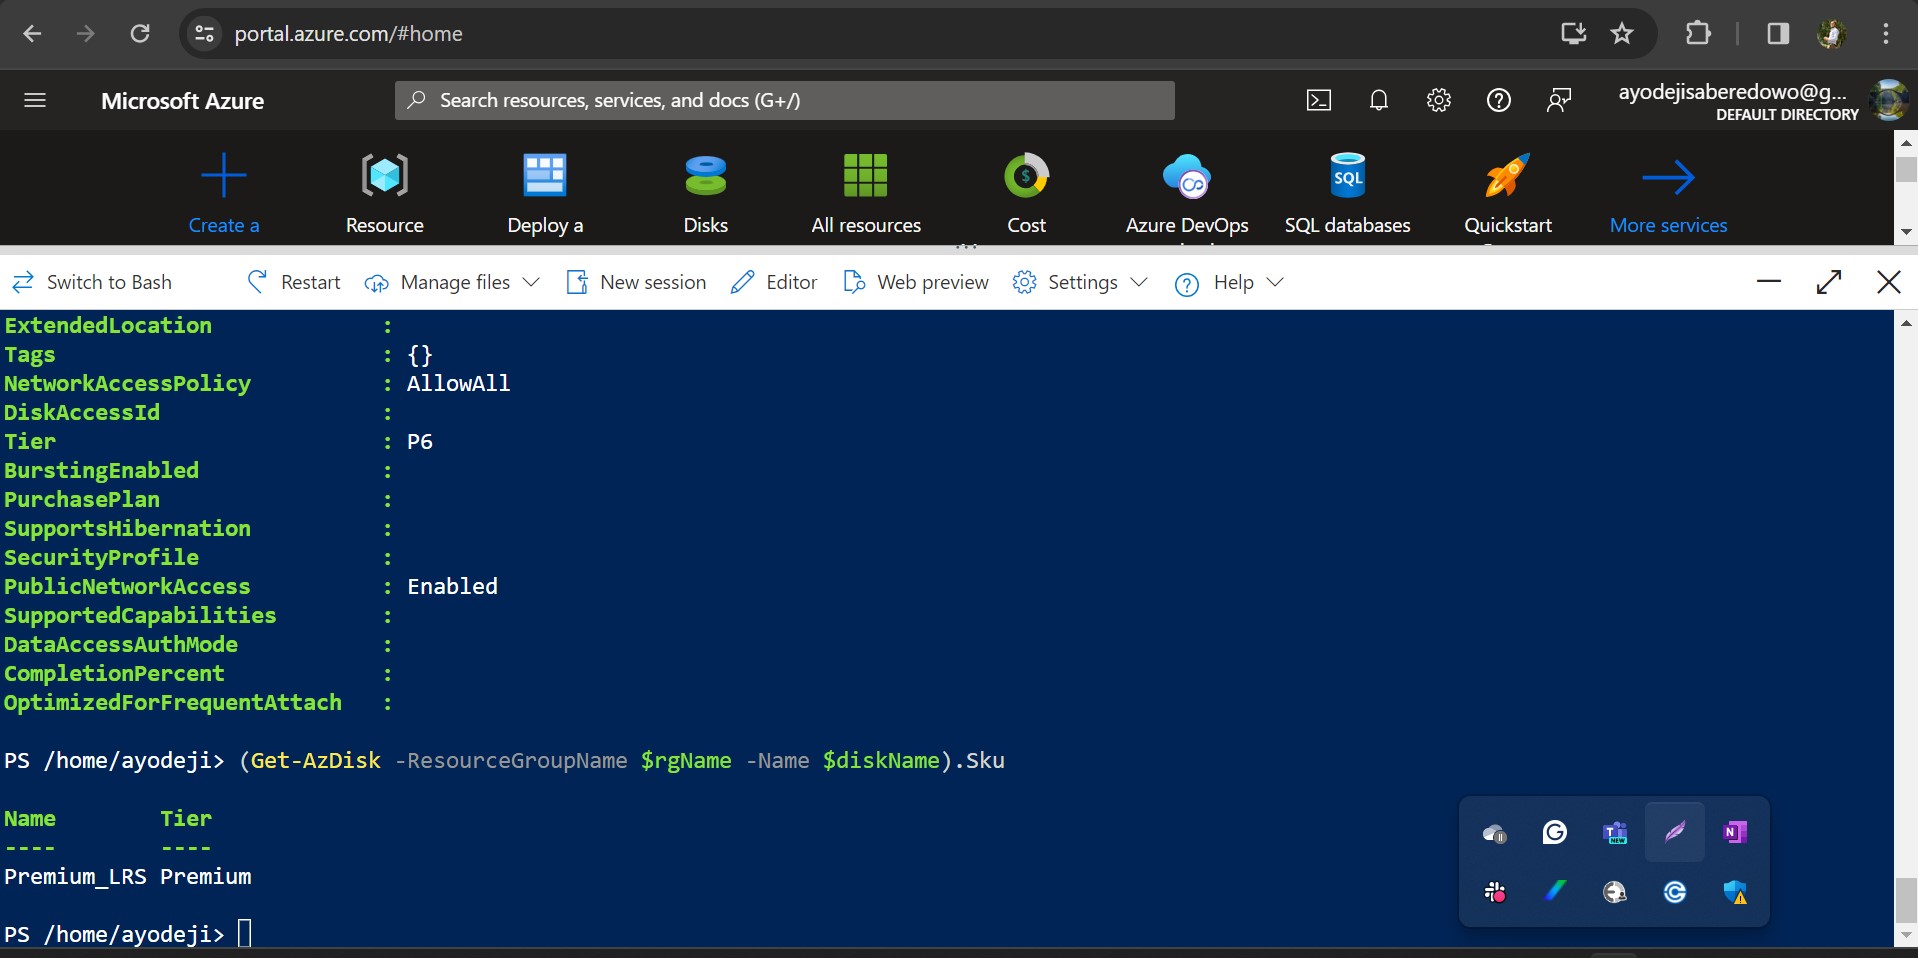 portal.azure.com/#home
Microsoft Azure
Search resources, services, and docs (G+/)
ayodejisaberedowo@g...
DEFAULT DIRECTORY
Create a
Resource
Deploy a
Disks
All resources
Cost
Azure DevOps
SQL
SQL databases
Quickstart
More services
Switch to Bash
Restart
Manage files
New session
Editor
Web preview
Settings
Help
ExtendedLocation :
Tags : {}
NetworkAccessPolicy : AllowAll
DiskAccessId :
Tier : P6
BurstingEnabled :
PurchasePlan :
SupportsHibernation :
SecurityProfile :
PublicNetworkAccess : Enabled
SupportedCapabilities :
DataAccessAuthMode :
CompletionPercent :
OptimizedForFrequentAttach :
PS /home/ayodeji> (Get-AzDisk -ResourceGroupName $rgName -Name $diskName).Sku
Name Tier
---- ----
Premium_LRS Premium
PS /home/ayodeji>